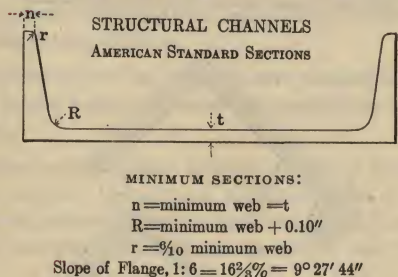 n
STRUCTURAL CHANNELS
r
AMERICAN STANDARD SECTIONS
R
t
MINIMUM SECTIONS:
n=minimum web=t
R=minimum web + 0.10"
r=6/10 minimum web
Slope of Flange, 1:6=16⅔%= 9° 27' 44"